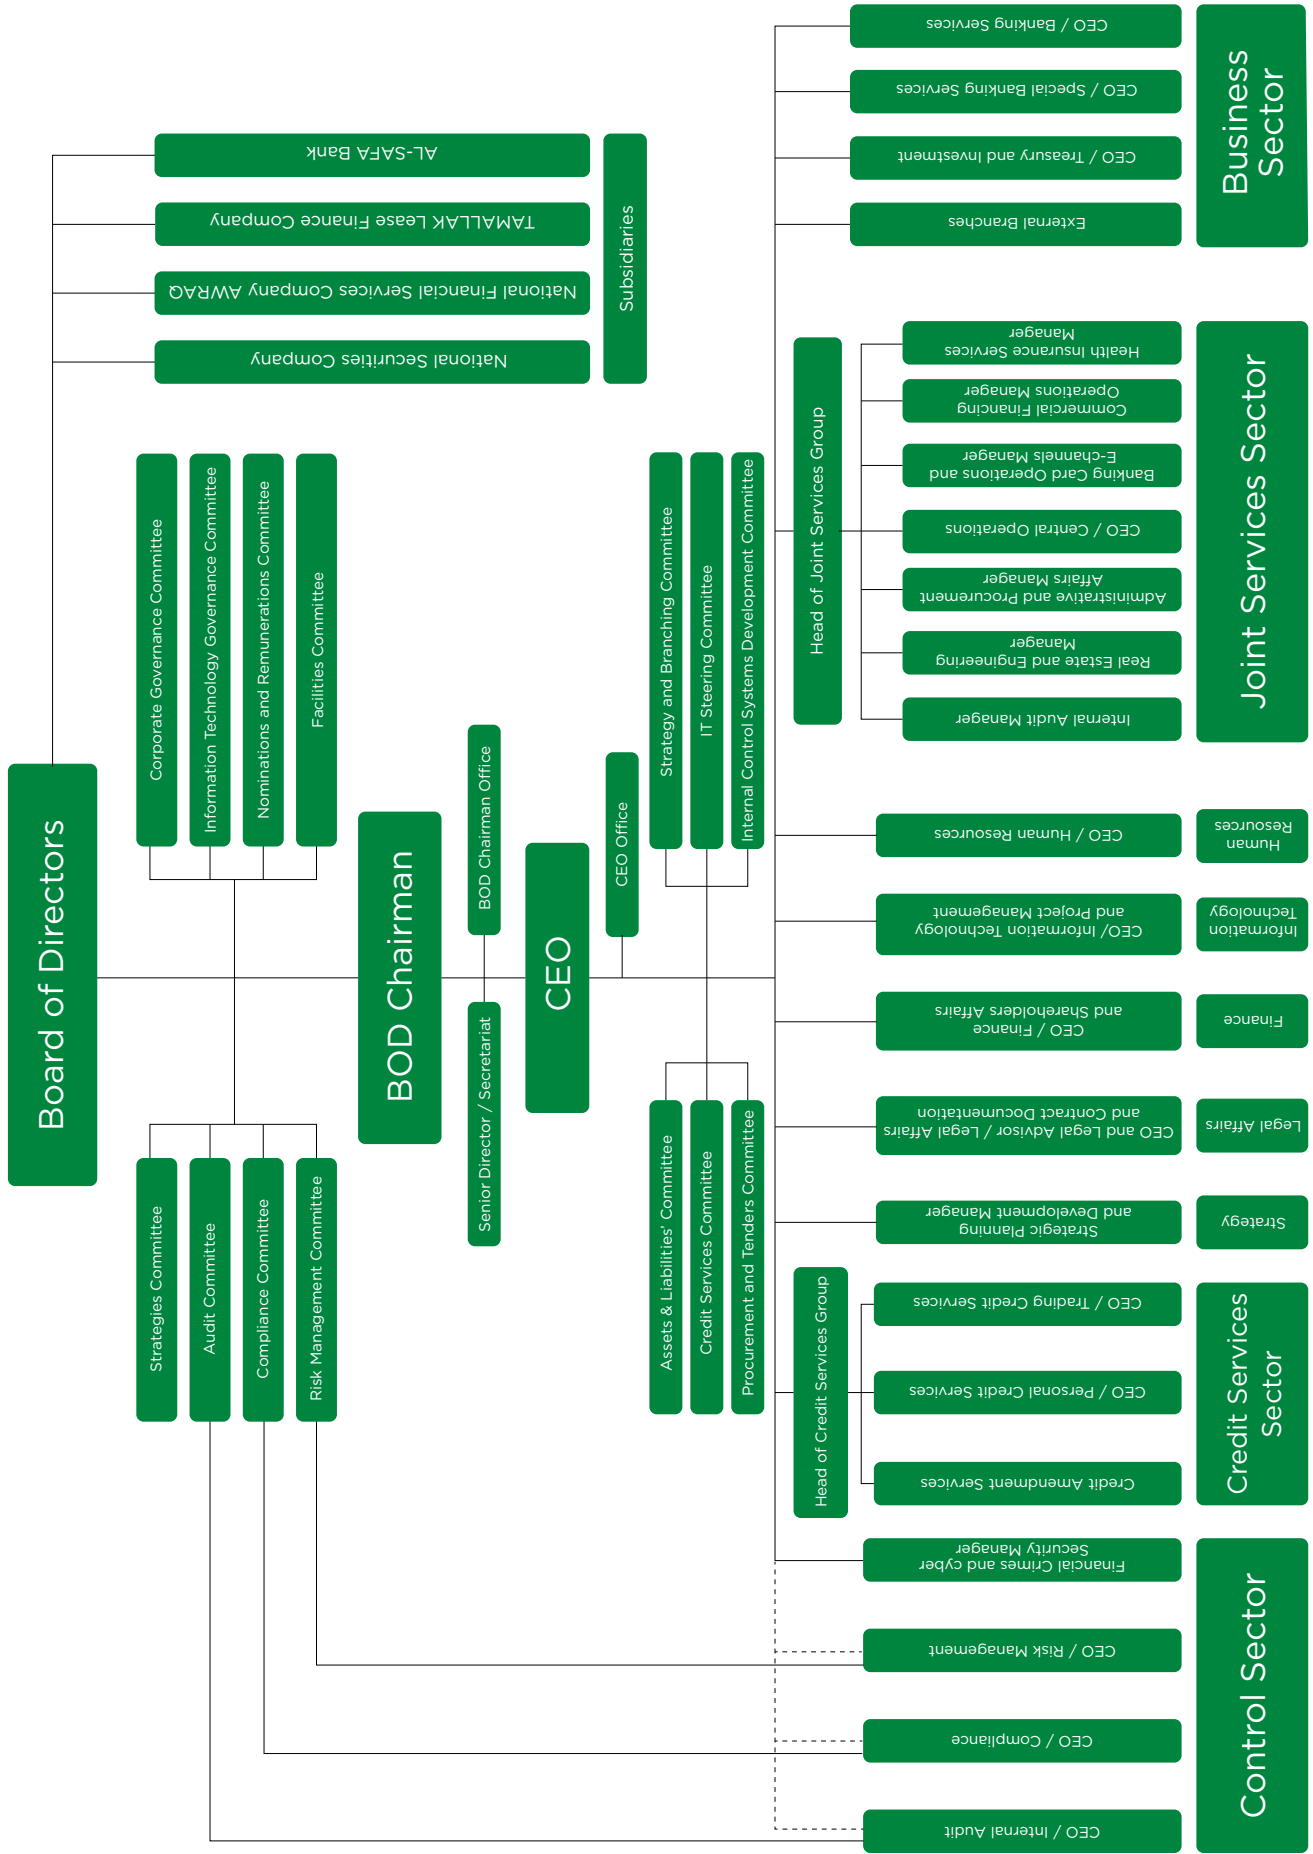 Board of Directors
AL-SAFA Bank
TAMALLAK Lease Finance Company
National Financial Services Company AWRAQ
National Securities Company
Subsidiaries
Strategies Committee
Audit Committee
Compliance Committee
Risk Management Committee
Corporate Governance Committee
Information Technology Governance Committee
Nominations and Remunerations Committee
Facilities Committee
BOD Chairman
Senior Director / Secretariat
BOD Chairman Office
CEO
CEO Office
Assets & Liabilities' Committee
Credit Services Committee
Procurement and Tenders Committee
Strategy and Branching Committee
IT Steering Committee
Internal Control Systems Development Committee
CEO / Internal Audit
CEO / Compliance
CEO / Risk Management
Financial Crimes and cyber
Security Manager
Control Sector
Head of Credit Services Group
Credit Amendment Services
CEO / Personal Credit Services
CEO / Trading Credit Services
Credit Services
Sector
Strategic Planning
and Development Manager
Strategy
CEO and Legal Advisor / Legal Affairs
and Contract Documentation
Legal Affairs
CEO / Finance
and Shareholders Affairs
Finance
CEO/ Information Technology
and Project Management
Information
Technology
CEO / Human Resources
Human
Resources
Head of Joint Services Group
Internal Audit Manager
Real Estate and Engineering
Manager
Administrative and Procurement
Affairs Manager
CEO / Central Operations
Banking Card Operations and
E-channels Manager
Commercial Financing
Operations Manager
Health Insurance Services
Manager
Joint Services Sector
External Branches
CEO / Treasury and Investment
CEO / Special Banking Services
CEO / Banking Services
Business
Sector